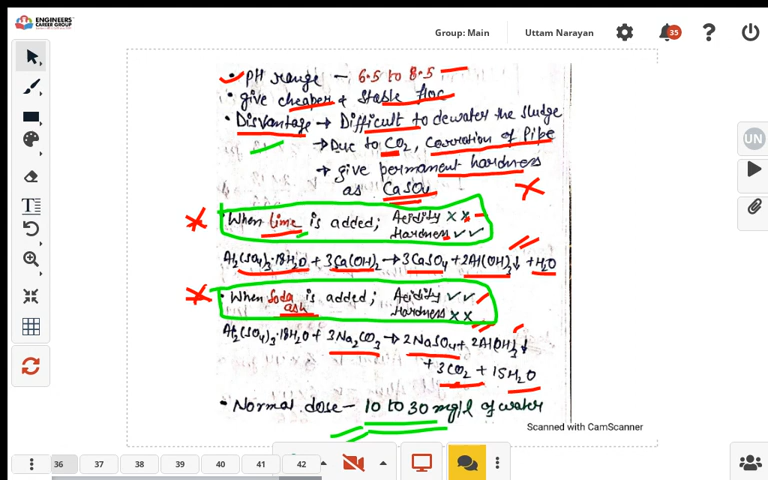 ENGINEERS
CAREER GROUP
Group: Main
Uttam Narayan
35
• PH range – 6.5 to 8.5
• give cheaper & stable floc
• Disvantage → Difficult to dewater the sludge
→ Due to CO2, Corrotion of Pipe
→ give permanent hardness
as CaSO4
• When lime is added; Acidity X X
Hardness ✓✓
Al2(SO4)3·18H2O + 3Ca(OH)2 → 3CaSO4 + 2Al(OH)3↓ + H2O
• When Soda ash is added; Acidity ✓✓
Hardness X X
Al2(SO4)3·18H2O + 3Na2CO3 → 2NaSO4 + 2Al(OH)3↓
+ 3CO2 + 15H2O
• Normal dose – 10 to 30 mg/l of water
Scanned with CamScanner
UN
T
36 37 38 39 40 41 42